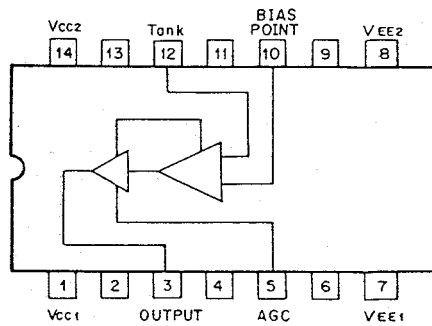 BIAS
VCC2 Tank POINT VEE2
14 13 12 11 10 9 8
1 2 3 4 5 6 7
VCC1 OUTPUT AGC VEE1